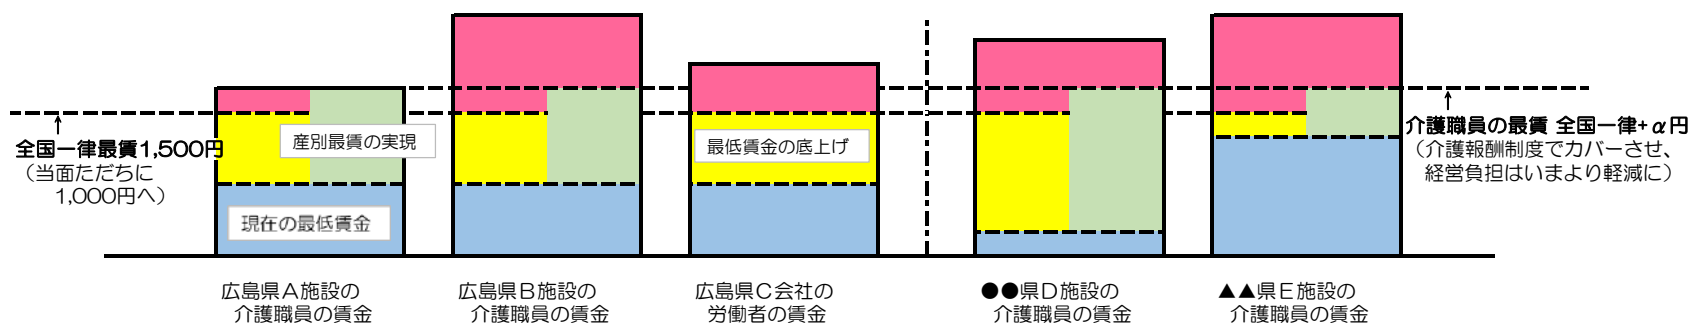 全国一律最賃1,500円
（当面ただちに
1,000円へ）
産別最賃の実現
現在の最低賃金
最低賃金の底上げ
介護職員の最賃 全国一律+α円
（介護報酬制度でカバーさせ、
経営負担はいまより軽減に）
広島県A施設の
介護職員の賃金
広島県B施設の
介護職員の賃金
広島県C会社の
労働者の賃金
●●県D施設の
介護職員の賃金
▲▲県E施設の
介護職員の賃金